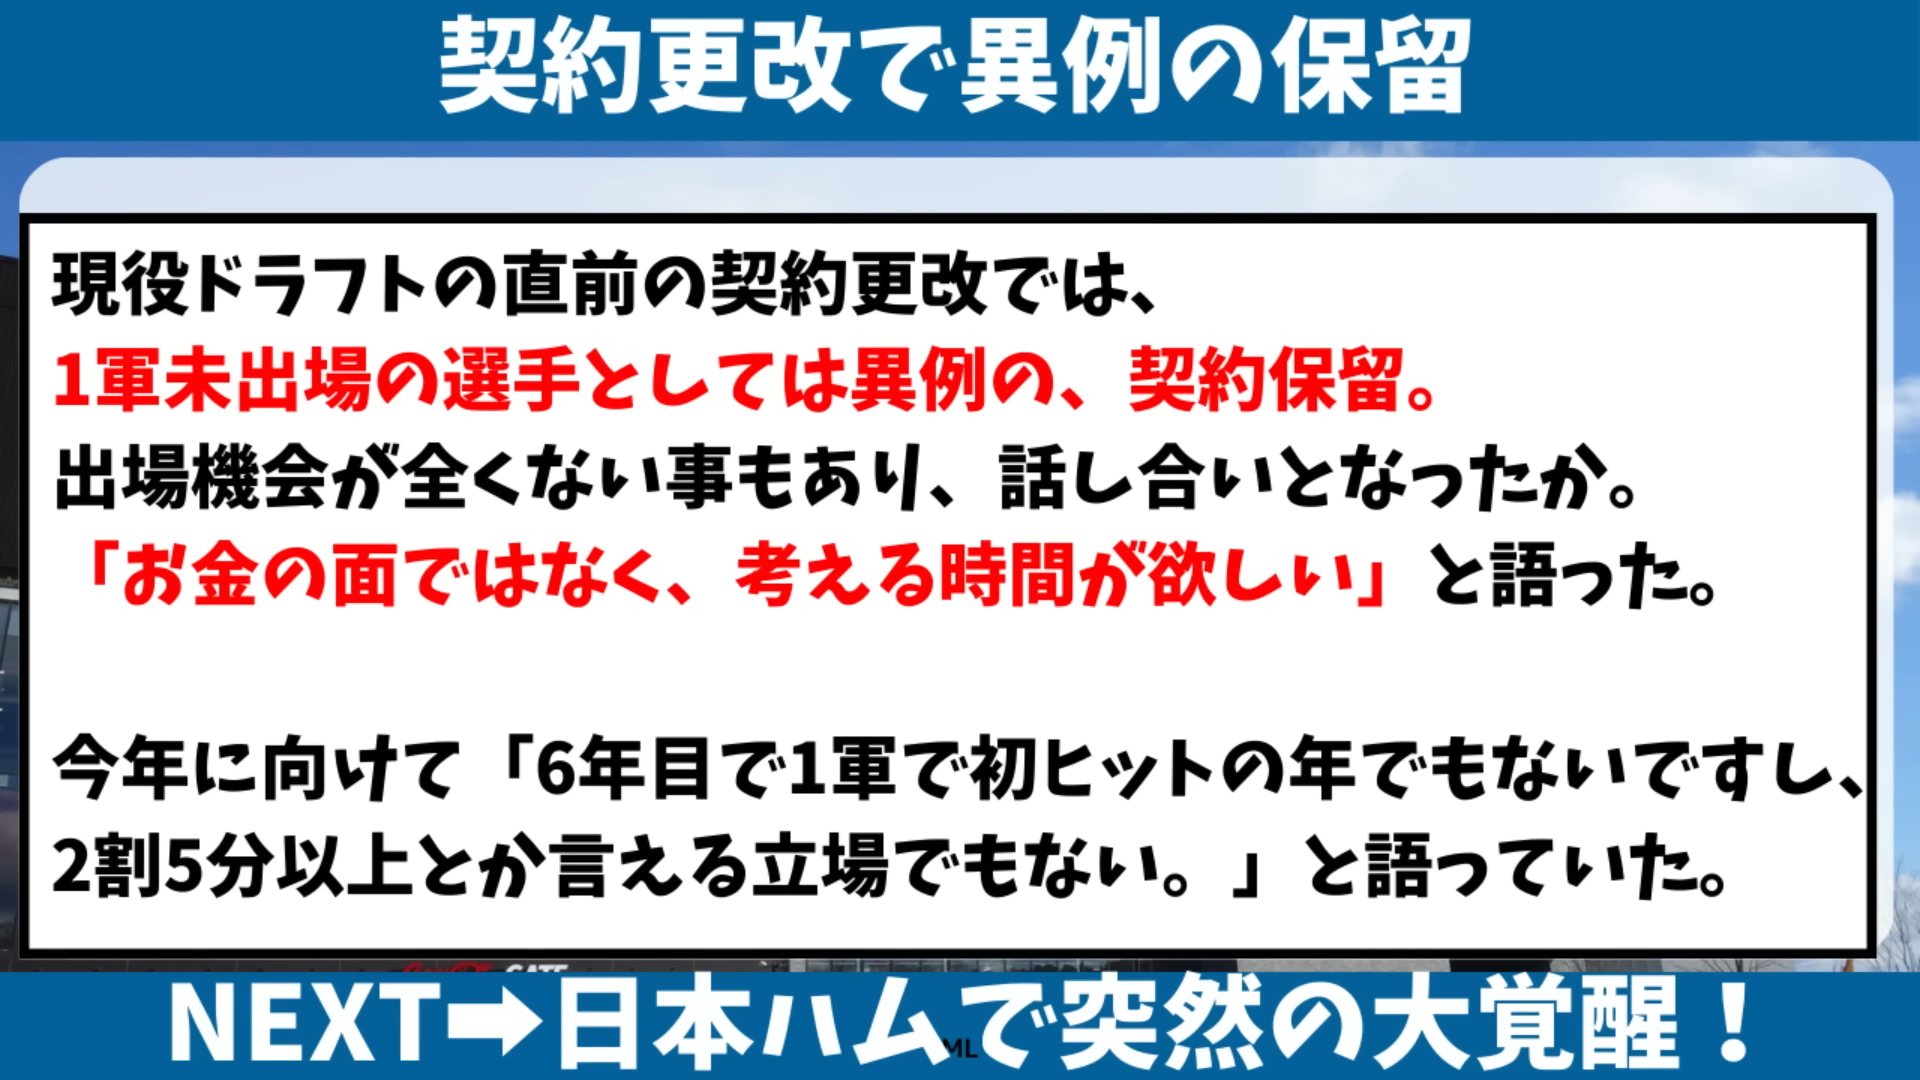 契約更改で異例の保留
現役ドラフトの直前の契約更改では、
1軍未出場の選手としては異例の、契約保留。
出場機会が全くない事もあり、話し合いとなったか。
「お金の面ではなく、考える時間が欲しい」と語った。
今年に向けて「6年目で1軍で初ヒットの年でもないですし、
2割5分以上とか言える立場でもない。」と語っていた。
GATE
NEXT➡日本ハムで突然の大覚醒！
ML